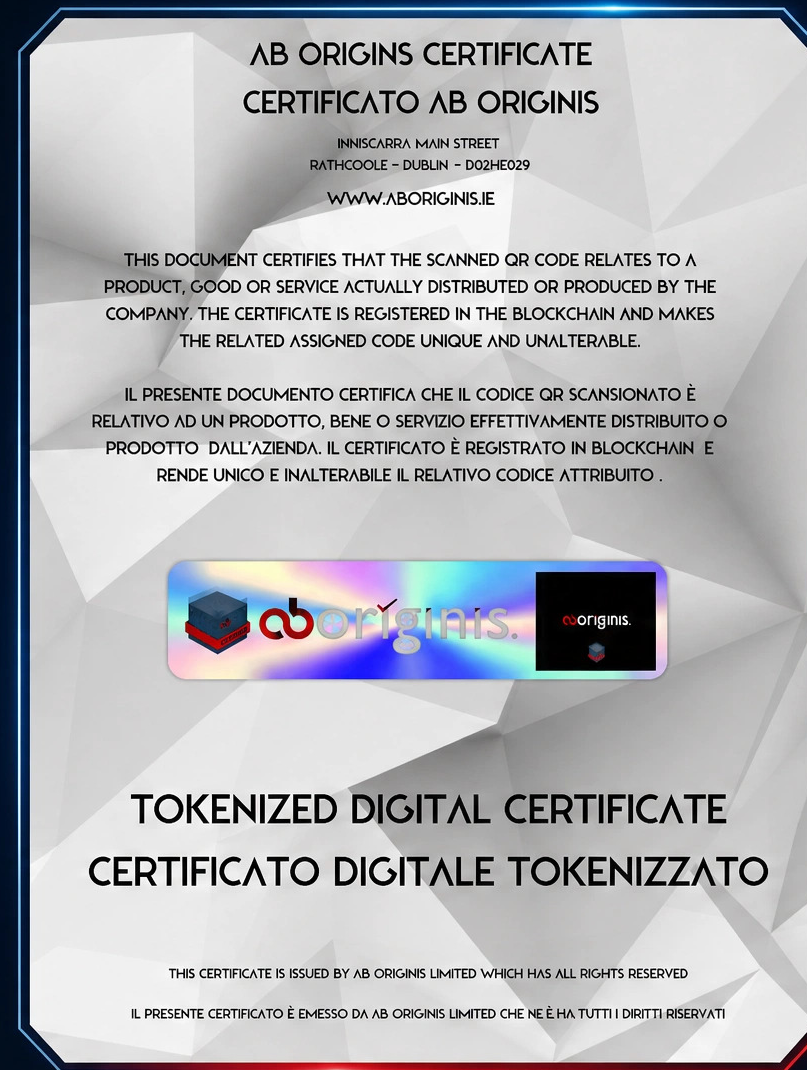 AB ORIGINS CERTIFICATE
CERTIFICATO AB ORIGINIS
INNISCARRA MAIN STREET
RATHCOOLE - DUBLIN - D02HE029
WWW.ABORIGINIS.IE
THIS DOCUMENT CERTIFIES THAT THE SCANNED QR CODE RELATES TO A
PRODUCT, GOOD OR SERVICE ACTUALLY DISTRIBUTED OR PRODUCED BY THE
COMPANY. THE CERTIFICATE IS REGISTERED IN THE BLOCKCHAIN AND MAKES
THE RELATED ASSIGNED CODE UNIQUE AND UNALTERABLE.
IL PRESENTE DOCUMENTO CERTIFICA CHE IL CODICE QR SCANSIONATO È
RELATIVO AD UN PRODOTTO, BENE O SERVIZIO EFFETTIVAMENTE DISTRIBUITO O
PRODOTTO DALL'AZIENDA. IL CERTIFICATO È REGISTRATO IN BLOCKCHAIN E
RENDE UNICO E INALTERABILE IL RELATIVO CODICE ATTRIBUITO .
aboriginis.
aboriginis.
TOKENIZED DIGITAL CERTIFICATE
CERTIFICATO DIGITALE TOKENIZZATO
THIS CERTIFICATE IS ISSUED BY AB ORIGINIS LIMITED WHICH HAS ALL RIGHTS RESERVED
IL PRESENTE CERTIFICATO È EMESSO DA AB ORIGINIS LIMITED CHE NE È HA TUTTI I DIRITTI RISERVATI